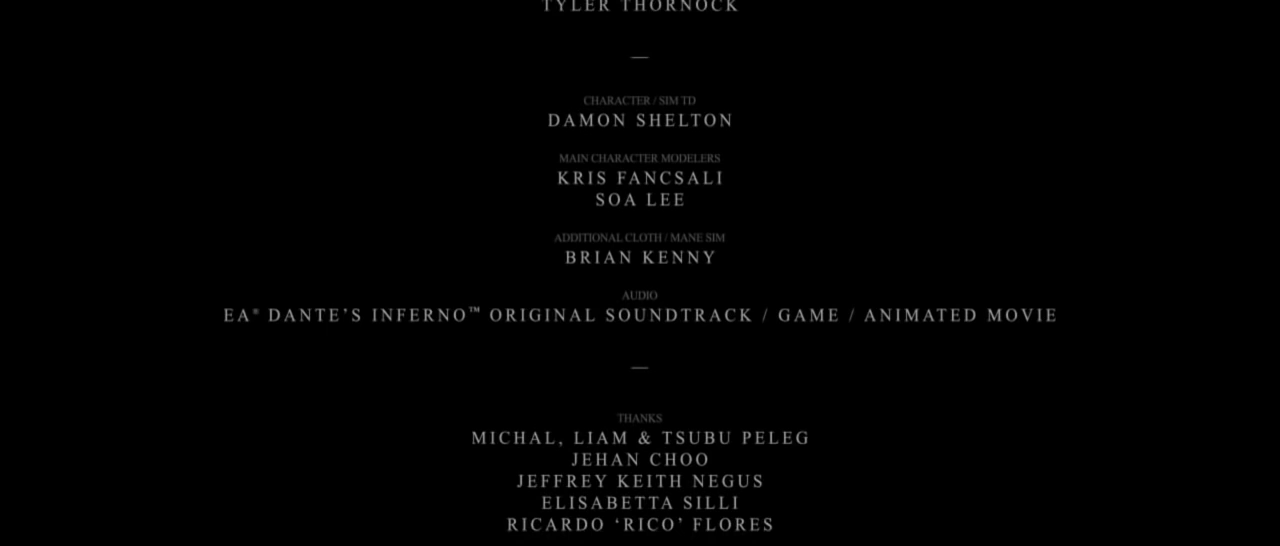 TYLER THORNOCK
—
CHARACTER / SIM TD
DAMON SHELTON
MAIN CHARACTER MODELERS
KRIS FANCSALI
SOA LEE
ADDITIONAL CLOTH / MANE SIM
BRIAN KENNY
AUDIO
EA® DANTE’S INFERNO™ ORIGINAL SOUNDTRACK / GAME / ANIMATED MOVIE
—
THANKS
MICHAL, LIAM & TSUBU PELEG
JEHAN CHOO
JEFFREY KEITH NEGUS
ELISABETTA SILLI
RICARDO ‘RICO’ FLORES